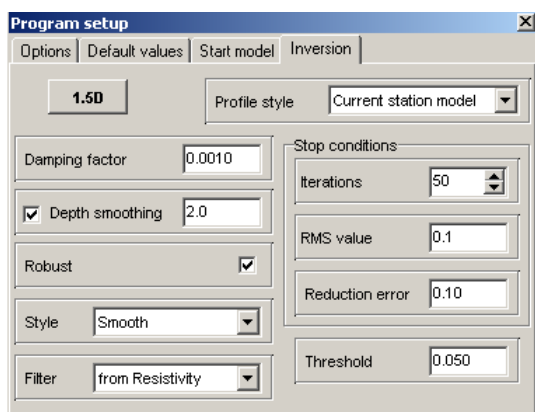 Program setup
Options Default values Start model Inversion
1.5D Profile style Current station model
Damping factor 0.0010
Depth smoothing 2.0
Robust
Style Smooth
Filter from Resistivity
Stop conditions
Iterations 50
RMS value 0.1
Reduction error 0.10
Threshold 0.050